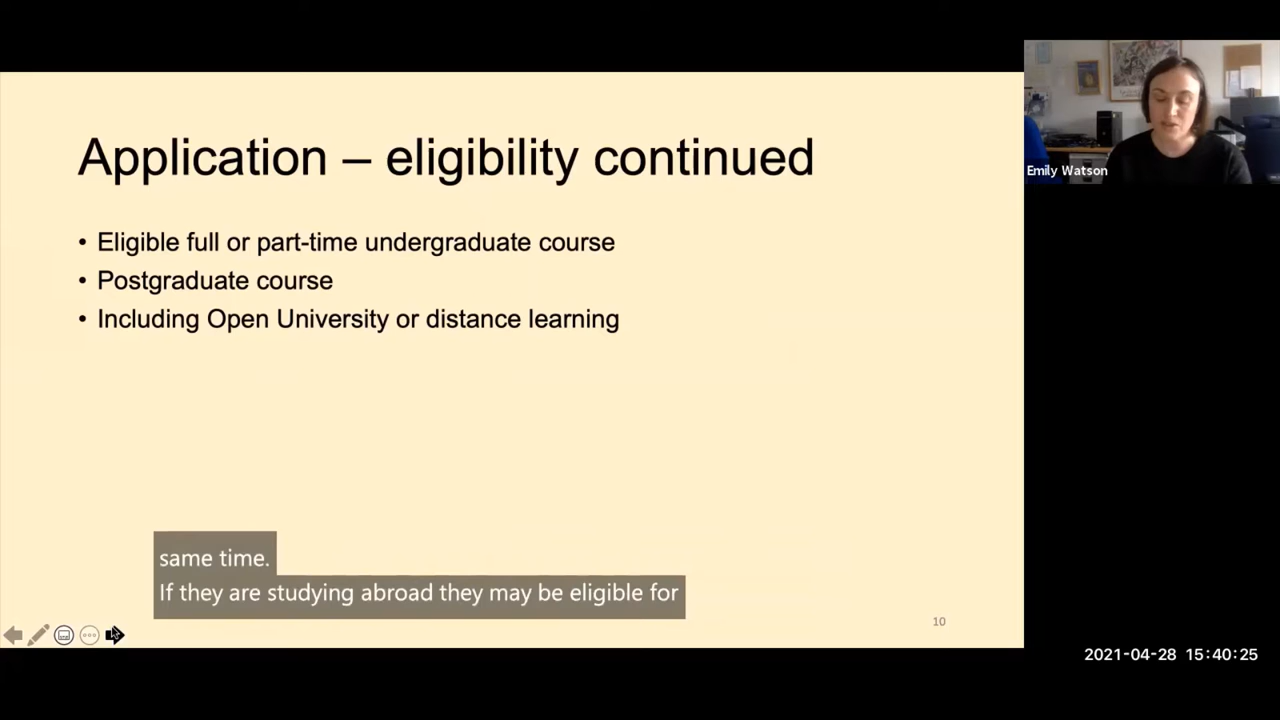 Application – eligibility continued
• Eligible full or part-time undergraduate course
• Postgraduate course
• Including Open University or distance learning
same time.
If they are studying abroad they may be eligible for
10
Emily Watson
2021-04-28 15:40:25